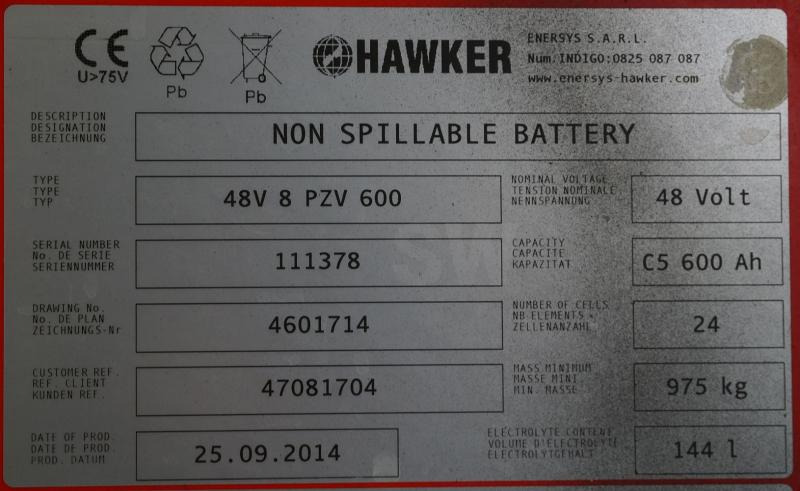 CE
U>75V
Pb
Pb
HAWKER
ENERSYS S.A.R.L.
Num.INDIGO:0825 087 087
www.enersys-hawker.com
DESCRIPTION
DESIGNATION
BEZEICHNUNG
NON SPILLABLE BATTERY
TYPE
TYPE
TYP
48V 8 PZV 600
NOMINAL VOLTAGE
TENSION NOMINALE
NENNSPANNUNG
48 Volt
SERIAL NUMBER
No. DE SERIE
SERIENNUMMER
111378
CAPACITY
CAPACITE
KAPAZITAT
C5 600 Ah
DRAWING No.
No. DE PLAN
ZEICHNUNGS-Nr
4601714
NUMBER OF CELLS
NB ELEMENTS
ZELLENANZAHL
24
CUSTOMER REF.
REF. CLIENT
KUNDEN REF.
47081704
MASS MINIMUM
MASSE MINI
MIN. MASSE
975 kg
DATE OF PROD.
DATE DE PROD.
PROD. DATUM
25.09.2014
ELECTROLYTE CONTENT
VOLUME D'ELECTROLYTE
ELECTROLYTGEHALT
144 l